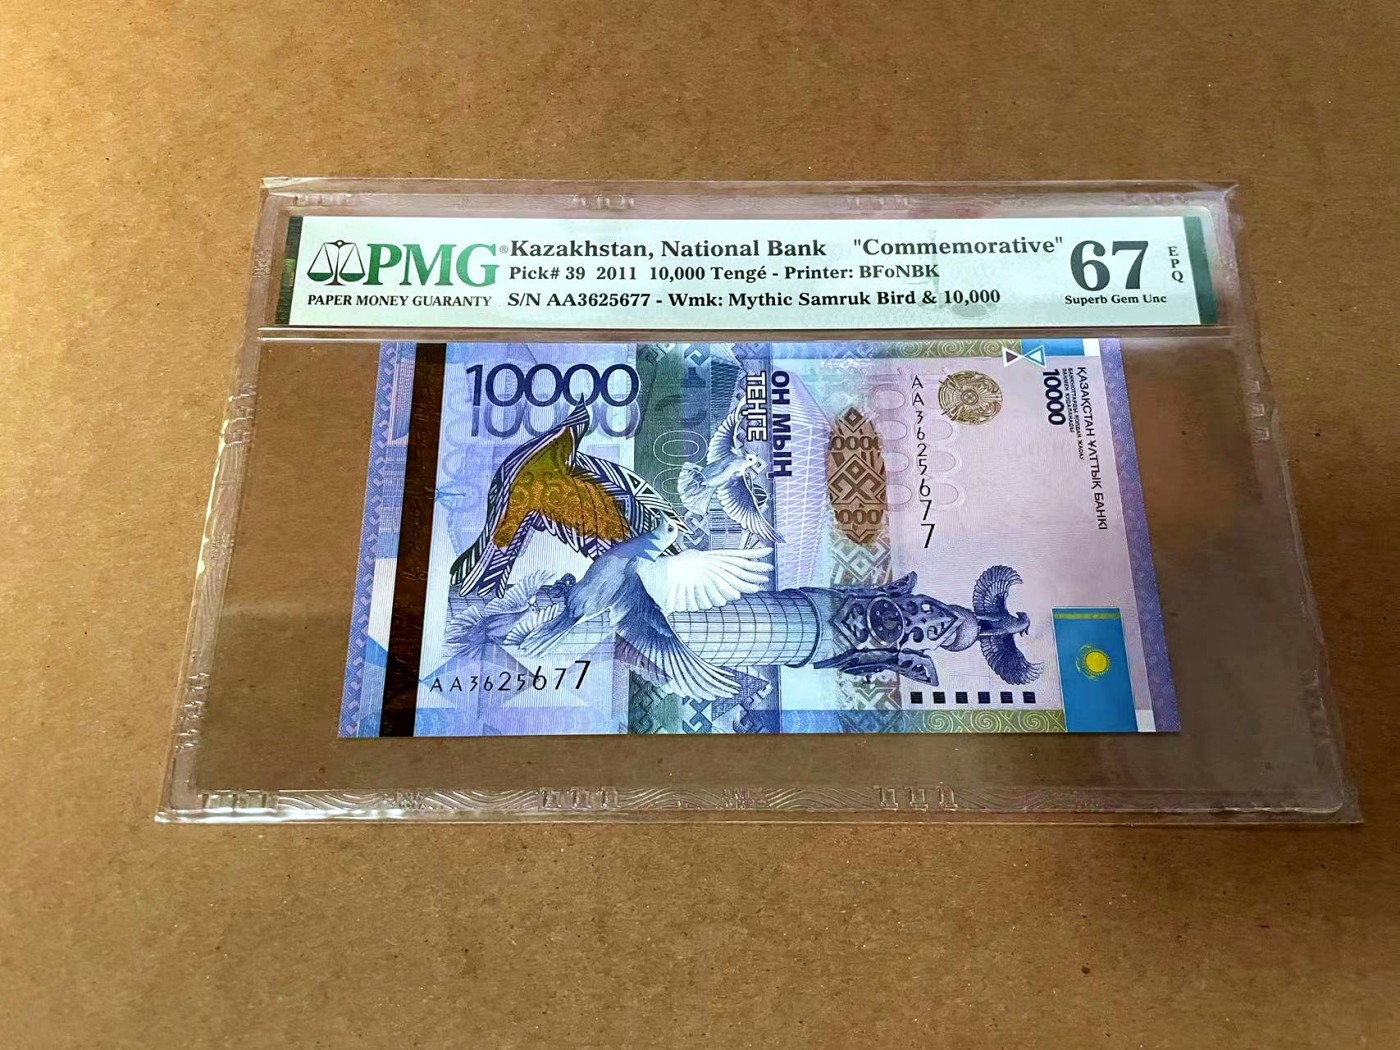 PMG®
PAPER MONEY GUARANTY
Kazakhstan, National Bank "Commemorative"
Pick# 39 2011 10,000 Tengé - Printer: BFoNBK
S/N AA3625677 - Wmk: Mythic Samruk Bird & 10,000
67
EPQ
Superb Gem Unc
10000
ОН МЫҢ
ТЕҢГЕ
AA3625677
10000
ҚАЗАҚСТАН ҰЛТТЫҚ БАНКІ
AA3625677